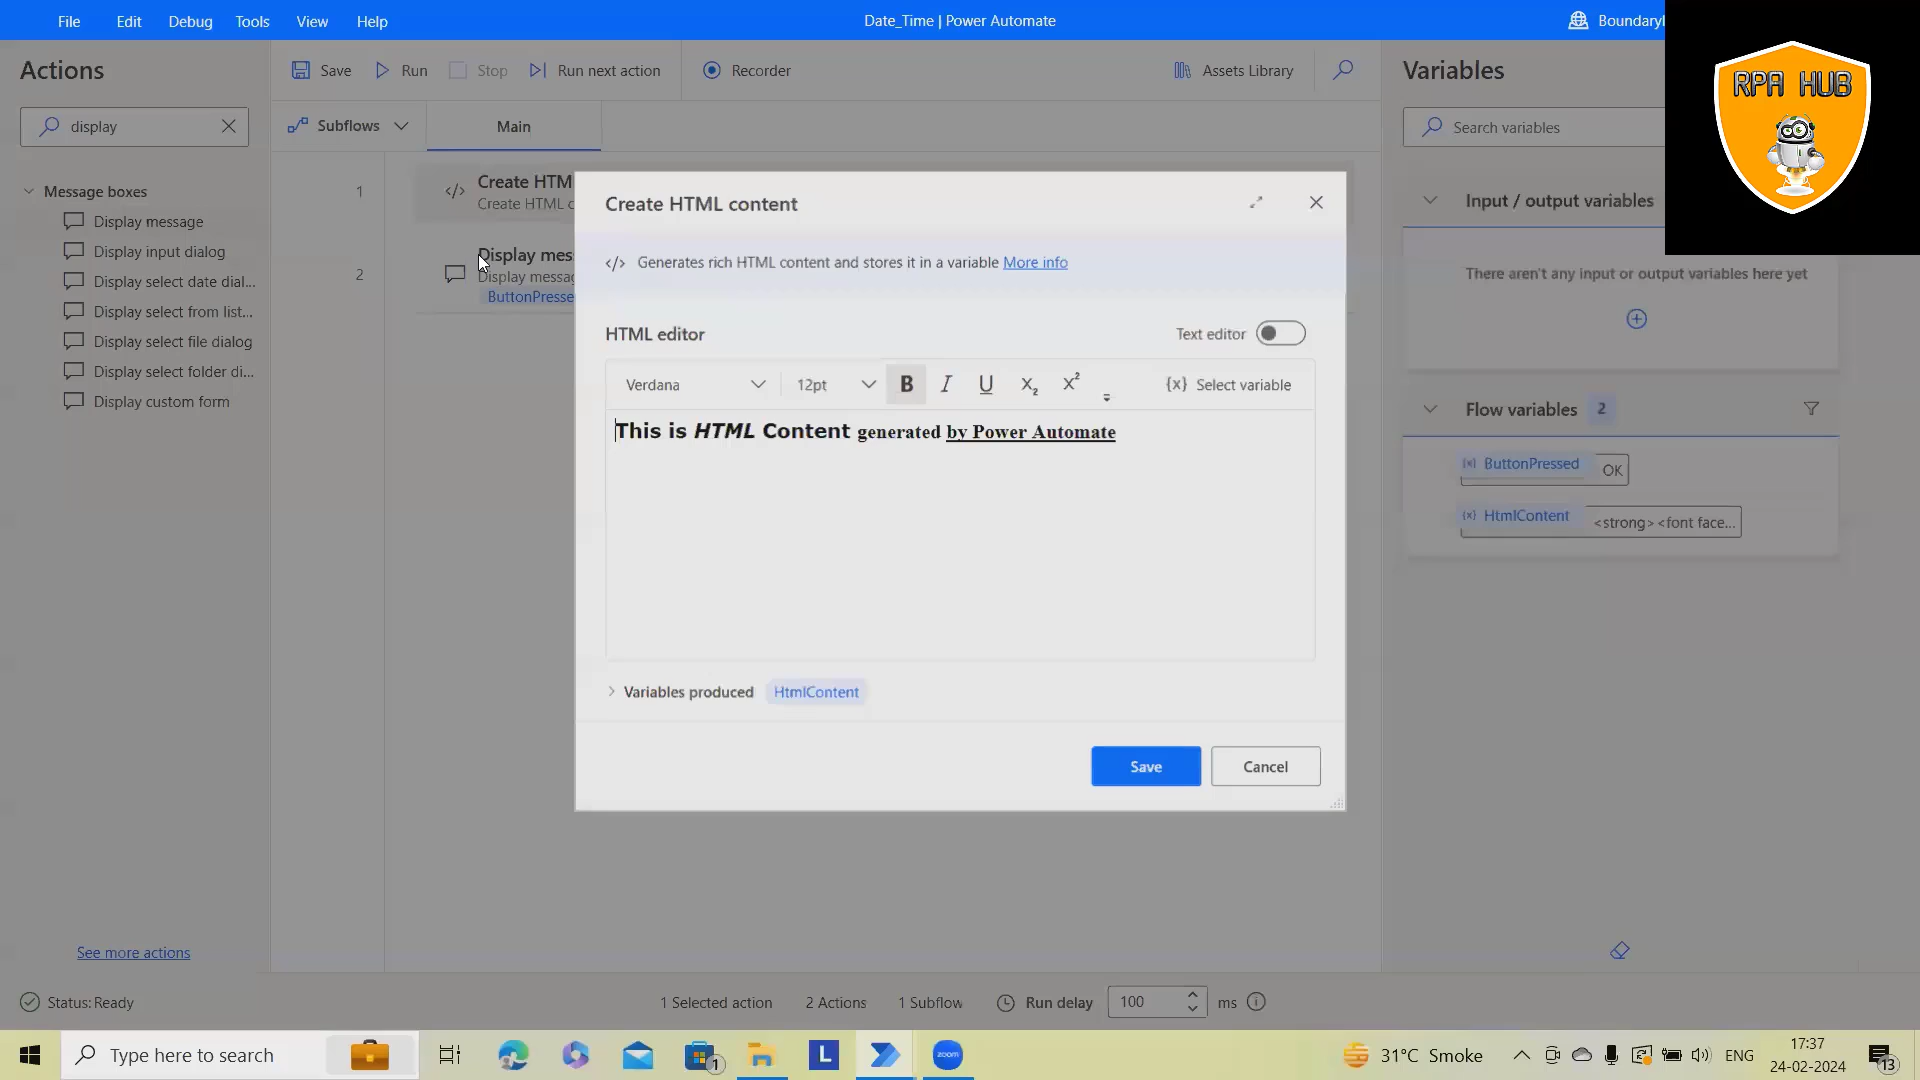 File Edit Debug Tools View Help
Date_Time | Power Automate
RPA HUB
Actions
Save Run Stop Run next action Recorder
Assets Library
Variables
display
Subflows
Main
Search variables
Message boxes
Display message
Display input dialog
Display select date dial...
Display select from list...
Display select file dialog
Display select folder di...
Display custom form
See more actions
1
Create HTM
Create HTML c
2
Display mes
Display messag
ButtonPresse
Create HTML content
</> Generates rich HTML content and stores it in a variable More info
HTML editor
Text editor
Verdana
12pt
B I U X₂ X²
{x} Select variable
This is HTML Content generated by Power Automate
Variables produced HtmlContent
Save
Cancel
Input / output variables
There aren't any input or output variables here yet
Flow variables 2
{x} ButtonPressed OK
{x} HtmlContent <strong> <font face...
Status: Ready
1 Selected action
2 Actions
1 Subflow
Run delay 100 ms
Type here to search
1
L
zoom
31°C Smoke
ENG
17:37
24-02-2024
13